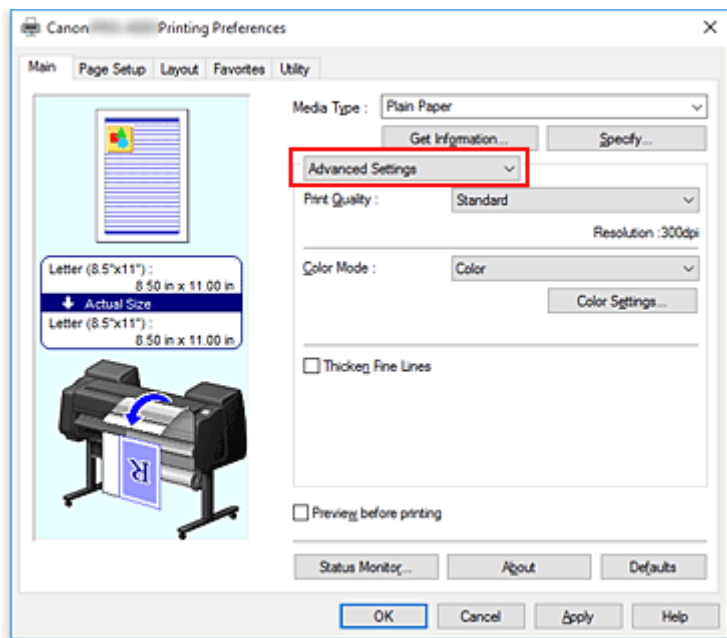 Canon Printing Preferences
Main Page Setup Layout Favorites Utility
Media Type : Plain Paper
Get Information... Specify...
Advanced Settings
Print Quality : Standard
Resolution :300dpi
Color Mode : Color
Color Settings...
Thicken Fine Lines
Letter (8.5"x11") :
8.50 in x 11.00 in
Actual Size
Letter (8.5"x11") :
8.50 in x 11.00 in
R
Preview before printing
Status Monitor... About Defaults
OK Cancel Apply Help